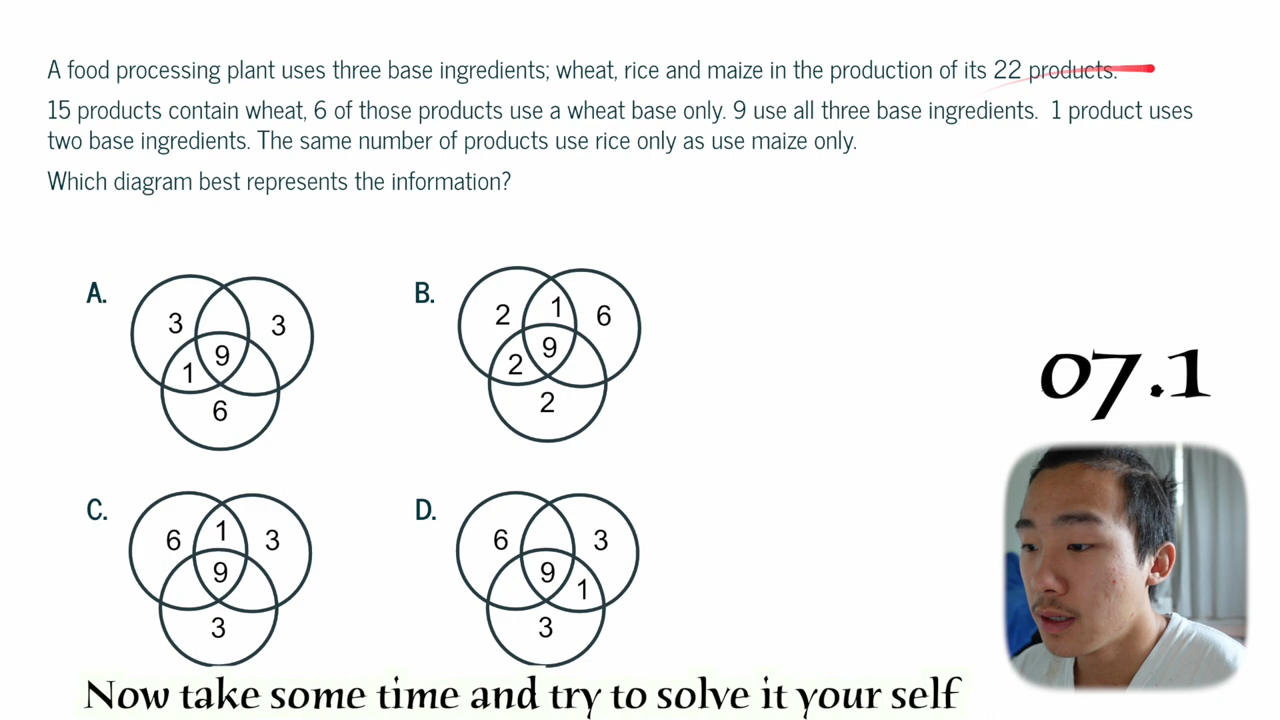 A food processing plant uses three base ingredients; wheat, rice and maize in the production of its 22 products.
15 products contain wheat, 6 of those products use a wheat base only. 9 use all three base ingredients. 1 product uses
two base ingredients. The same number of products use rice only as use maize only.
Which diagram best represents the information?
A.
3
3
9
1
6
B.
2
1
6
9
2
2
07.1
C.
6
1
3
9
3
D.
6
3
9
1
3
Now take some time and try to solve it your self